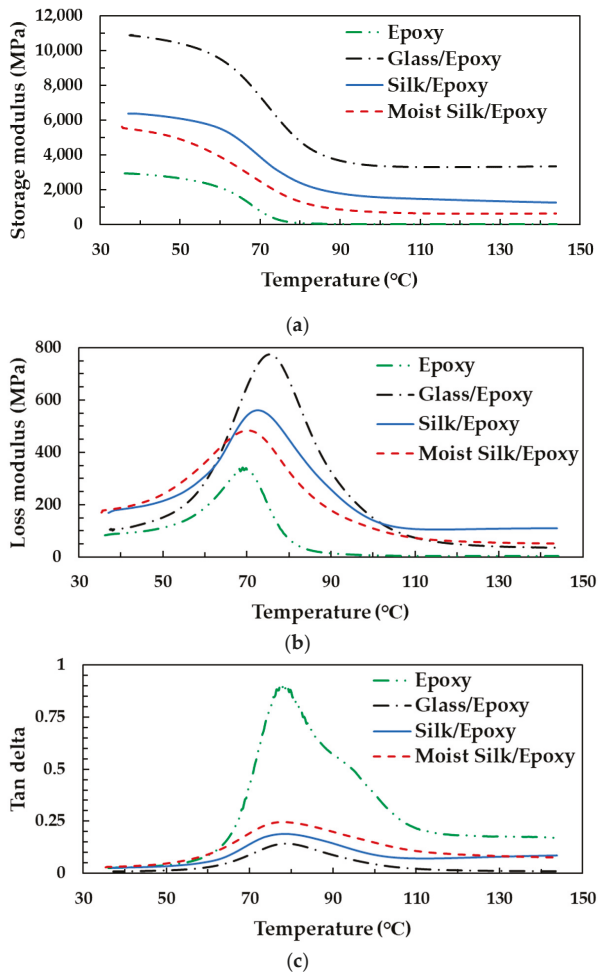 12,000
10,000
8,000
6,000
4,000
2,000
0
Storage modulus (MPa)
Epoxy
Glass/Epoxy
Silk/Epoxy
Moist Silk/Epoxy
30 50 70 90 110 130 150
Temperature (°C)
(a)
800
600
400
200
0
Loss modulus (MPa)
Epoxy
Glass/Epoxy
Silk/Epoxy
Moist Silk/Epoxy
30 50 70 90 110 130 150
Temperature (°C)
(b)
1
0.75
0.5
0.25
0
Tan delta
Epoxy
Glass/Epoxy
Silk/Epoxy
Moist Silk/Epoxy
30 50 70 90 110 130 150
Temperature (°C)
(c)